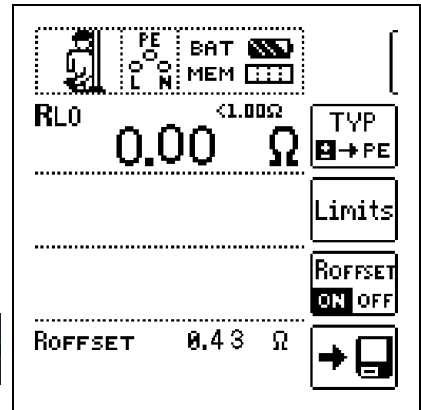 PE BAT
L N MEM
RLO <1.00Ω TYP
0.00 Ω → PE
Limits
ROFFSET
ON OFF
ROFFSET 0.43 Ω